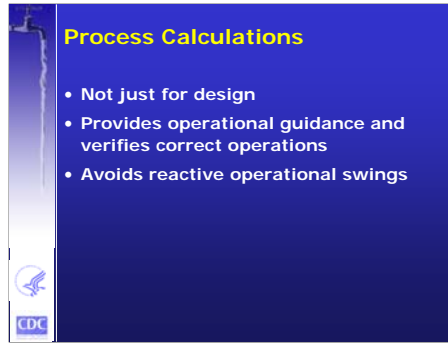 Process Calculations
• Not just for design
• Provides operational guidance and
verifies correct operations
• Avoids reactive operational swings
CDC